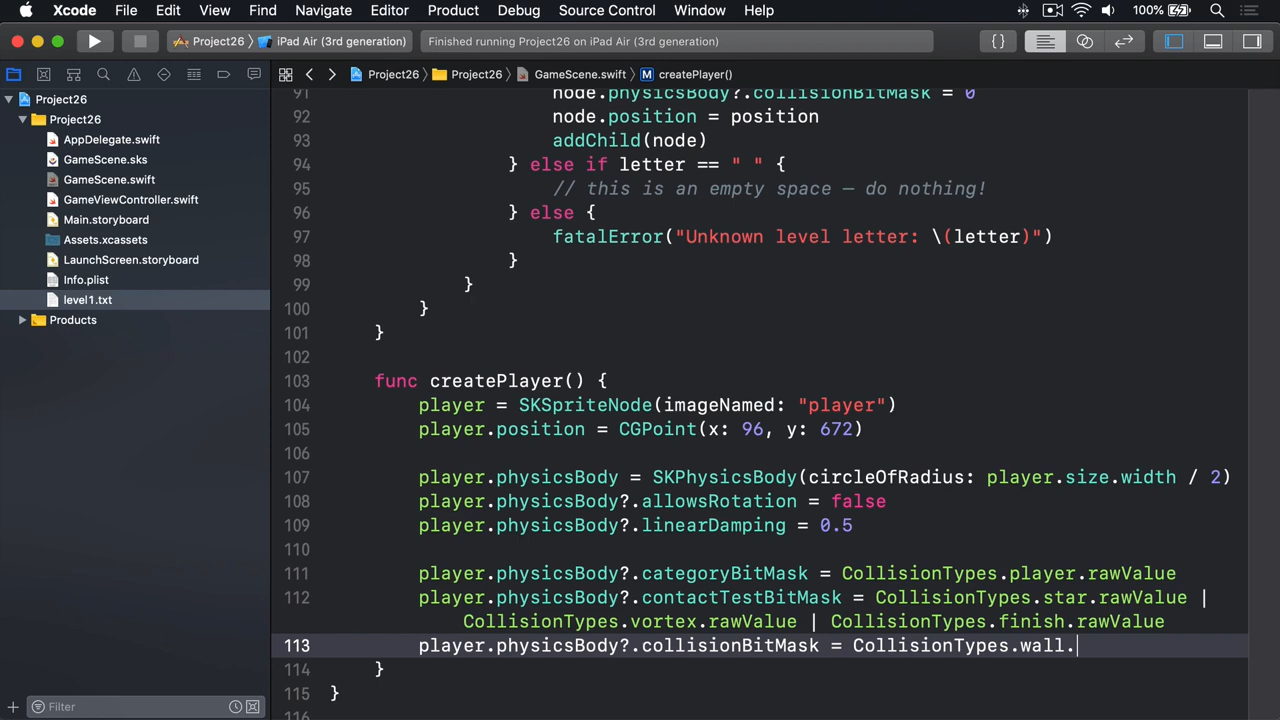 Xcode File Edit View Find Navigate Editor Product Debug Source Control Window Help 100%
Project26 iPad Air (3rd generation) Finished running Project26 on iPad Air (3rd generation)
Project26 Project26 GameScene.swift M createPlayer()
Project26
Project26
AppDelegate.swift
GameScene.sks
GameScene.swift
GameViewController.swift
Main.storyboard
Assets.xcassets
LaunchScreen.storyboard
Info.plist
level1.txt
Products
Filter
91 node.physicsBody?.collisionBitMask = 0
92 node.position = position
93 addChild(node)
94 } else if letter == " " {
95 // this is an empty space – do nothing!
96 } else {
97 fatalError("Unknown level letter: \(letter)")
98 }
99 }
100 }
101 }
102
103 func createPlayer() {
104 player = SKSpriteNode(imageNamed: "player")
105 player.position = CGPoint(x: 96, y: 672)
106
107 player.physicsBody = SKPhysicsBody(circleOfRadius: player.size.width / 2)
108 player.physicsBody?.allowsRotation = false
109 player.physicsBody?.linearDamping = 0.5
110
111 player.physicsBody?.categoryBitMask = CollisionTypes.player.rawValue
112 player.physicsBody?.contactTestBitMask = CollisionTypes.star.rawValue |
CollisionTypes.vortex.rawValue | CollisionTypes.finish.rawValue
113 player.physicsBody?.collisionBitMask = CollisionTypes.wall.
114 }
115 }
116